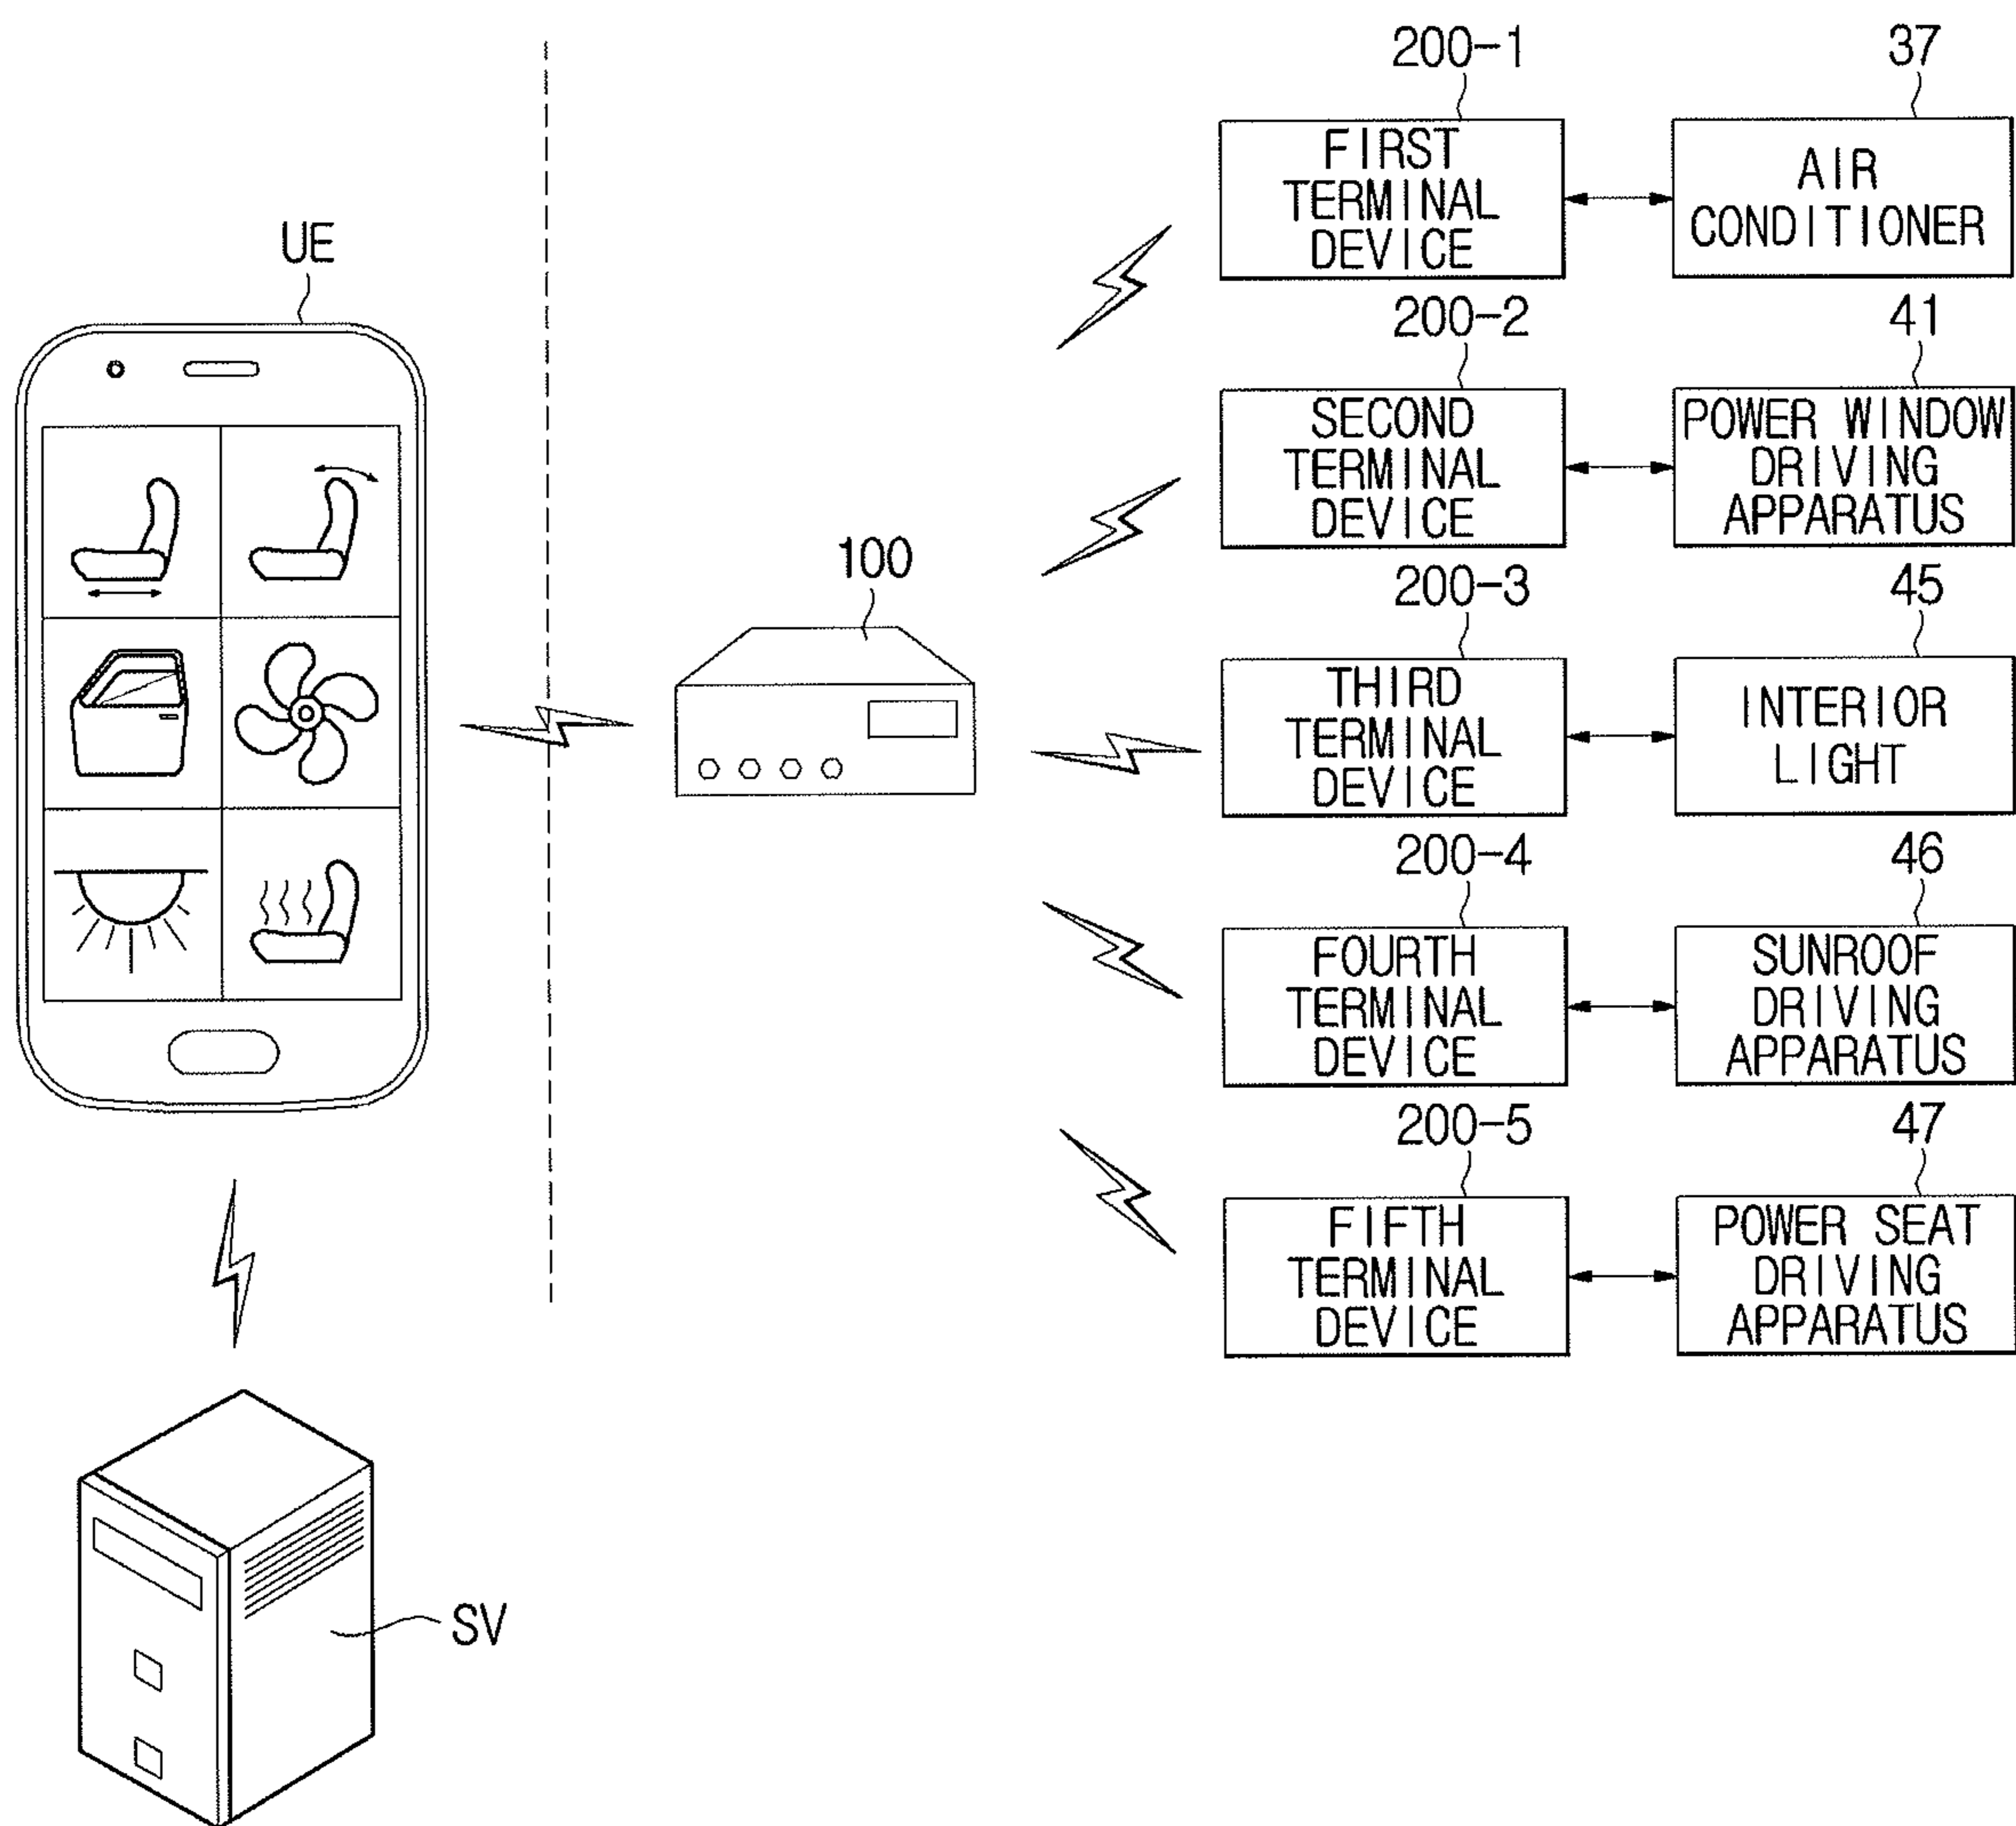 200-1
37
FIRST
TERMINAL
DEVICE
AIR
CONDITIONER
UE
200-2
41
SECOND
TERMINAL
DEVICE
POWER WINDOW
DRIVING
APPARATUS
100
200-3
45
THIRD
TERMINAL
DEVICE
INTERIOR
LIGHT
200-4
46
FOURTH
TERMINAL
DEVICE
SUNROOF
DRIVING
APPARATUS
200-5
47
FIFTH
TERMINAL
DEVICE
POWER SEAT
DRIVING
APPARATUS
SV